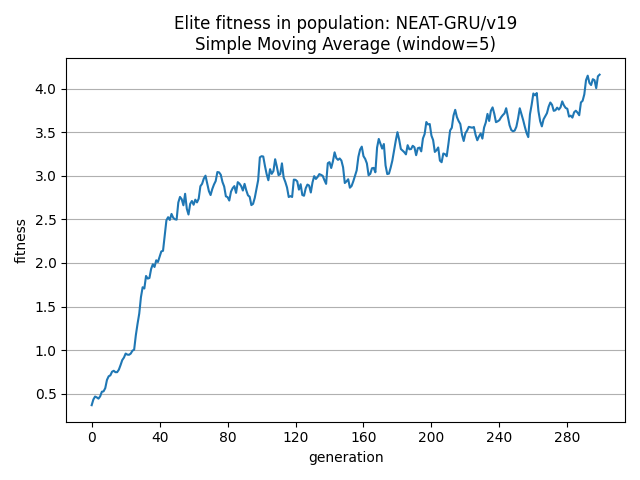 Elite fitness in population: NEAT-GRU/v19
Simple Moving Average (window=5)
fitness
4.0
3.5
3.0
2.5
2.0
1.5
1.0
0.5
0 40 80 120 160 200 240 280
generation